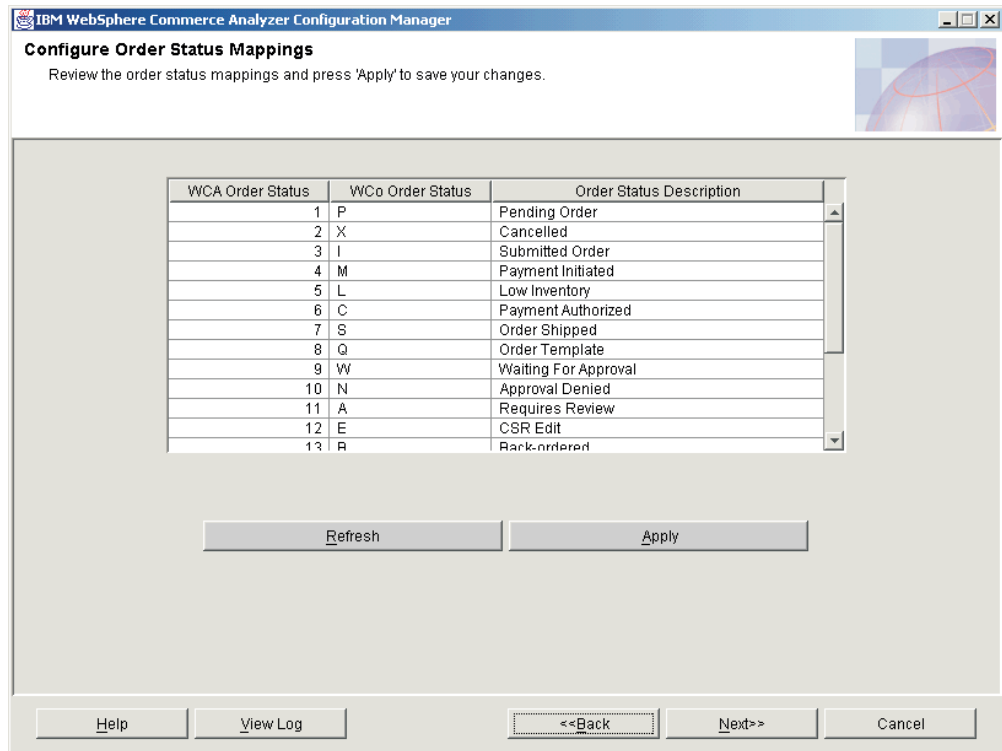 IBM WebSphere Commerce Analyzer Configuration Manager
Configure Order Status Mappings
Review the order status mappings and press 'Apply' to save your changes.
WCA Order Status WCo Order Status Order Status Description
1 P Pending Order
2 X Cancelled
3 I Submitted Order
4 M Payment Initiated
5 L Low Inventory
6 C Payment Authorized
7 S Order Shipped
8 Q Order Template
9 W Waiting For Approval
10 N Approval Denied
11 A Requires Review
12 E CSR Edit
13 B Back-ordered
Refresh Apply
Help View Log <<Back Next>> Cancel